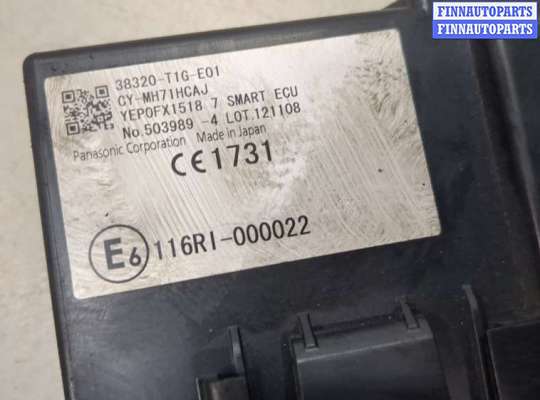 FINNAUTOPARTS
FINNAUTOPARTS
38320-T1G-E01
CY-MH71HCAJ
YEP0FX1518 7 SMART ECU
No.503989 -4 LOT.121108
Panasonic Corporation Made in Japan
CE1731
E6 116RI-000022